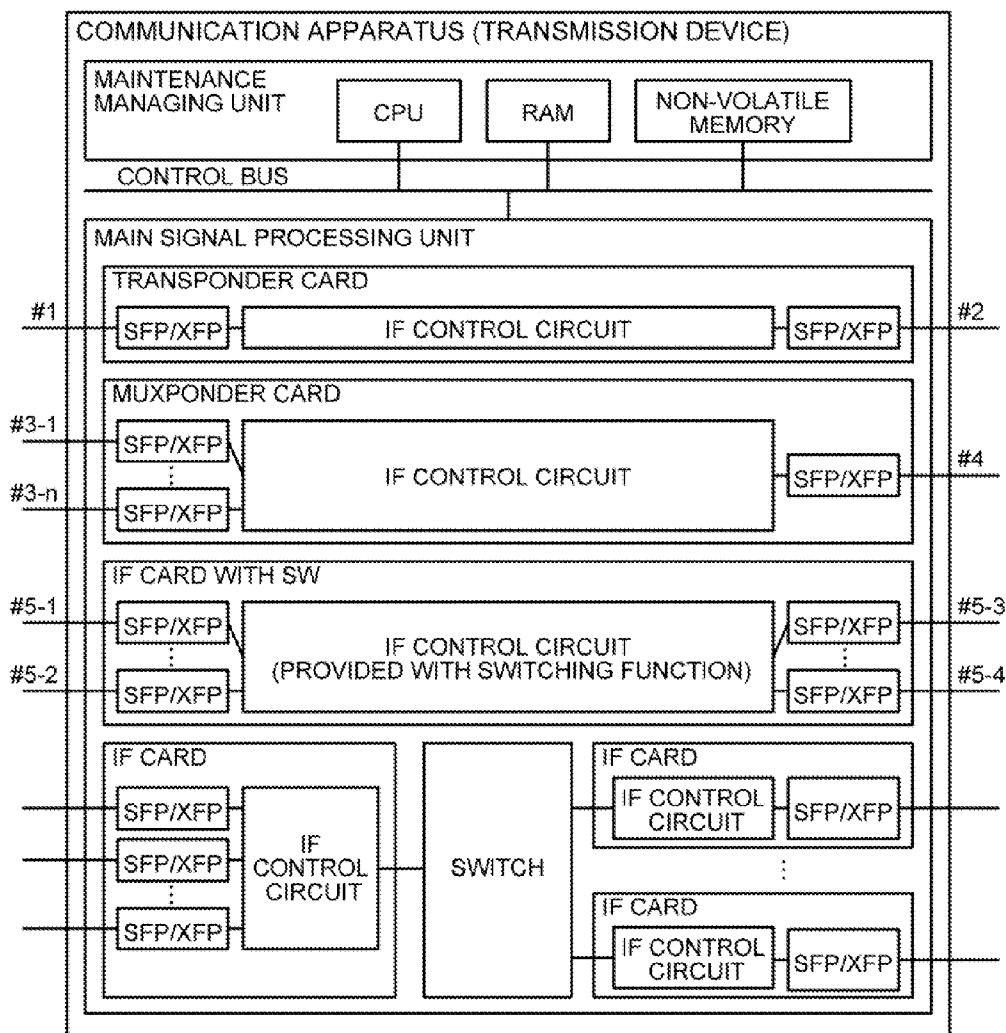 COMMUNICATION APPARATUS (TRANSMISSION DEVICE)
MAINTENANCE
MANAGING UNIT
CPU
RAM
NON-VOLATILE
MEMORY
CONTROL BUS
MAIN SIGNAL PROCESSING UNIT
TRANSPONDER CARD
#1
SFP/XFP
IF CONTROL CIRCUIT
SFP/XFP
#2
MUXPONDER CARD
#3-1
SFP/XFP
#3-n
SFP/XFP
IF CONTROL CIRCUIT
SFP/XFP
#4
IF CARD WITH SW
#5-1
SFP/XFP
#5-2
SFP/XFP
IF CONTROL CIRCUIT
(PROVIDED WITH SWITCHING FUNCTION)
SFP/XFP
#5-3
SFP/XFP
#5-4
IF CARD
SFP/XFP
SFP/XFP
SFP/XFP
IF
CONTROL
CIRCUIT
SWITCH
IF CARD
IF CONTROL
CIRCUIT
SFP/XFP
IF CARD
IF CONTROL
CIRCUIT
SFP/XFP